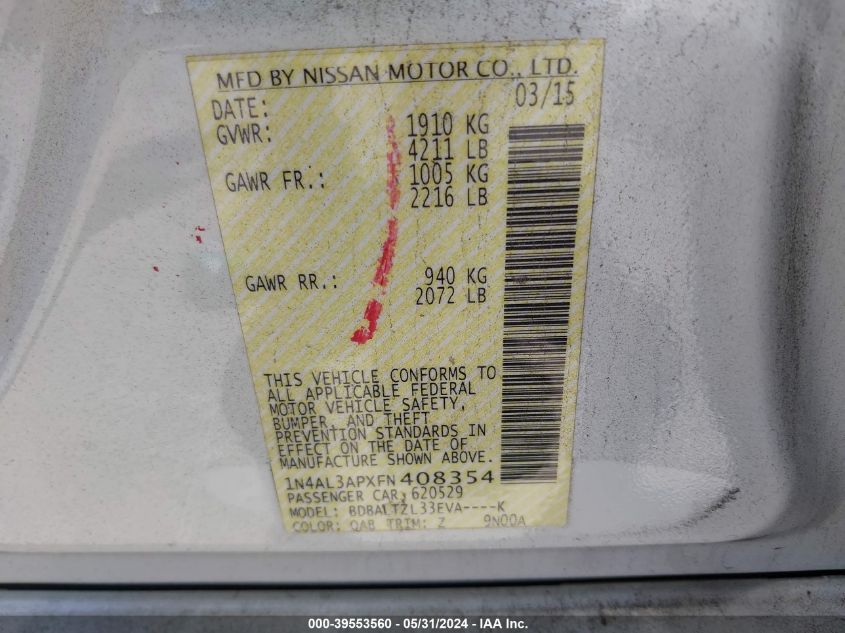 MFD BY NISSAN MOTOR CO., LTD.
DATE: 03/15
GVWR: 1910 KG
4211 LB
GAWR FR.: 1005 KG
2216 LB
GAWR RR.: 940 KG
2072 LB
THIS VEHICLE CONFORMS TO
ALL APPLICABLE FEDERAL
MOTOR VEHICLE SAFETY,
BUMPER, AND THEFT
PREVENTION STANDARDS IN
EFFECT ON THE DATE OF
MANUFACTURE SHOWN ABOVE.
1N4AL3APXFN408354
PASSENGER CAR 620529
MODEL: BDBALTZL33EVA----K
COLOR: QAB TRIM: Z 9N00A
000-39553560 - 05/31/2024 - IAA Inc.